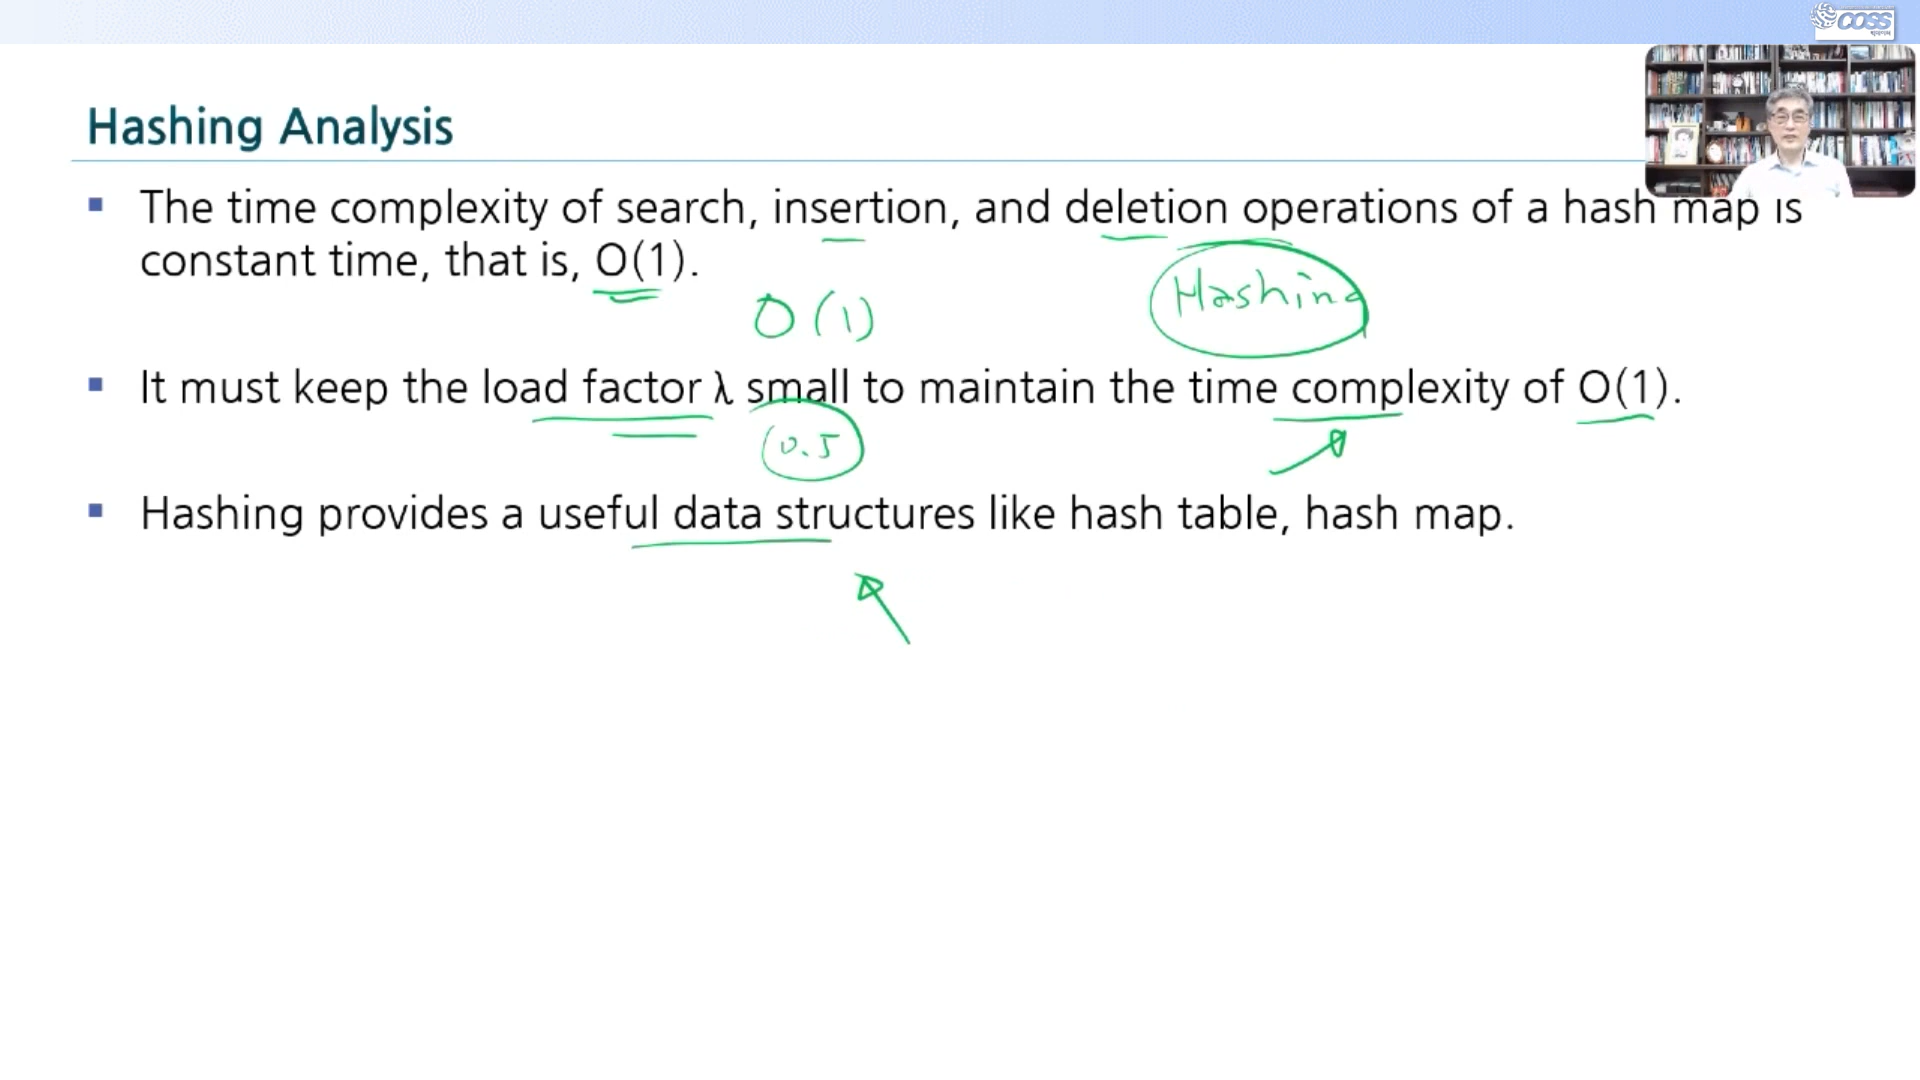 COSS
Hashing Analysis
▪ The time complexity of search, insertion, and deletion operations of a hash map is
constant time, that is, O(1).
O(1)
Hashing
▪ It must keep the load factor λ small to maintain the time complexity of O(1).
0.5
▪ Hashing provides a useful data structures like hash table, hash map.